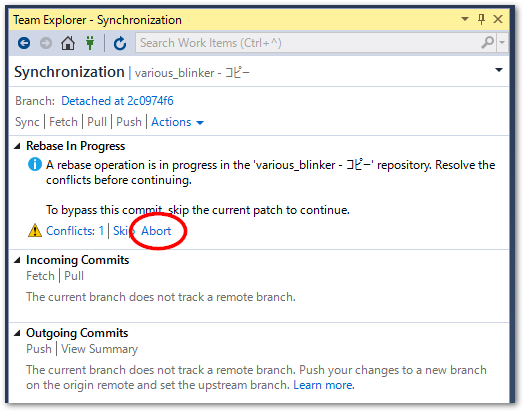 Team Explorer - Synchronization
Search Work Items (Ctrl+^)
Synchronization | various_blinker - コピー
Branch: Detached at 2c0974f6
Sync | Fetch | Pull | Push | Actions
Rebase In Progress
A rebase operation is in progress in the 'various_blinker - コピー' repository. Resolve the
conflicts before continuing.
To bypass this commit, skip the current patch to continue.
Conflicts: 1 | Skip Abort
Incoming Commits
Fetch | Pull
The current branch does not track a remote branch.
Outgoing Commits
Push | View Summary
The current branch does not track a remote branch. Push your changes to a new branch
on the origin remote and set the upstream branch. Learn more.